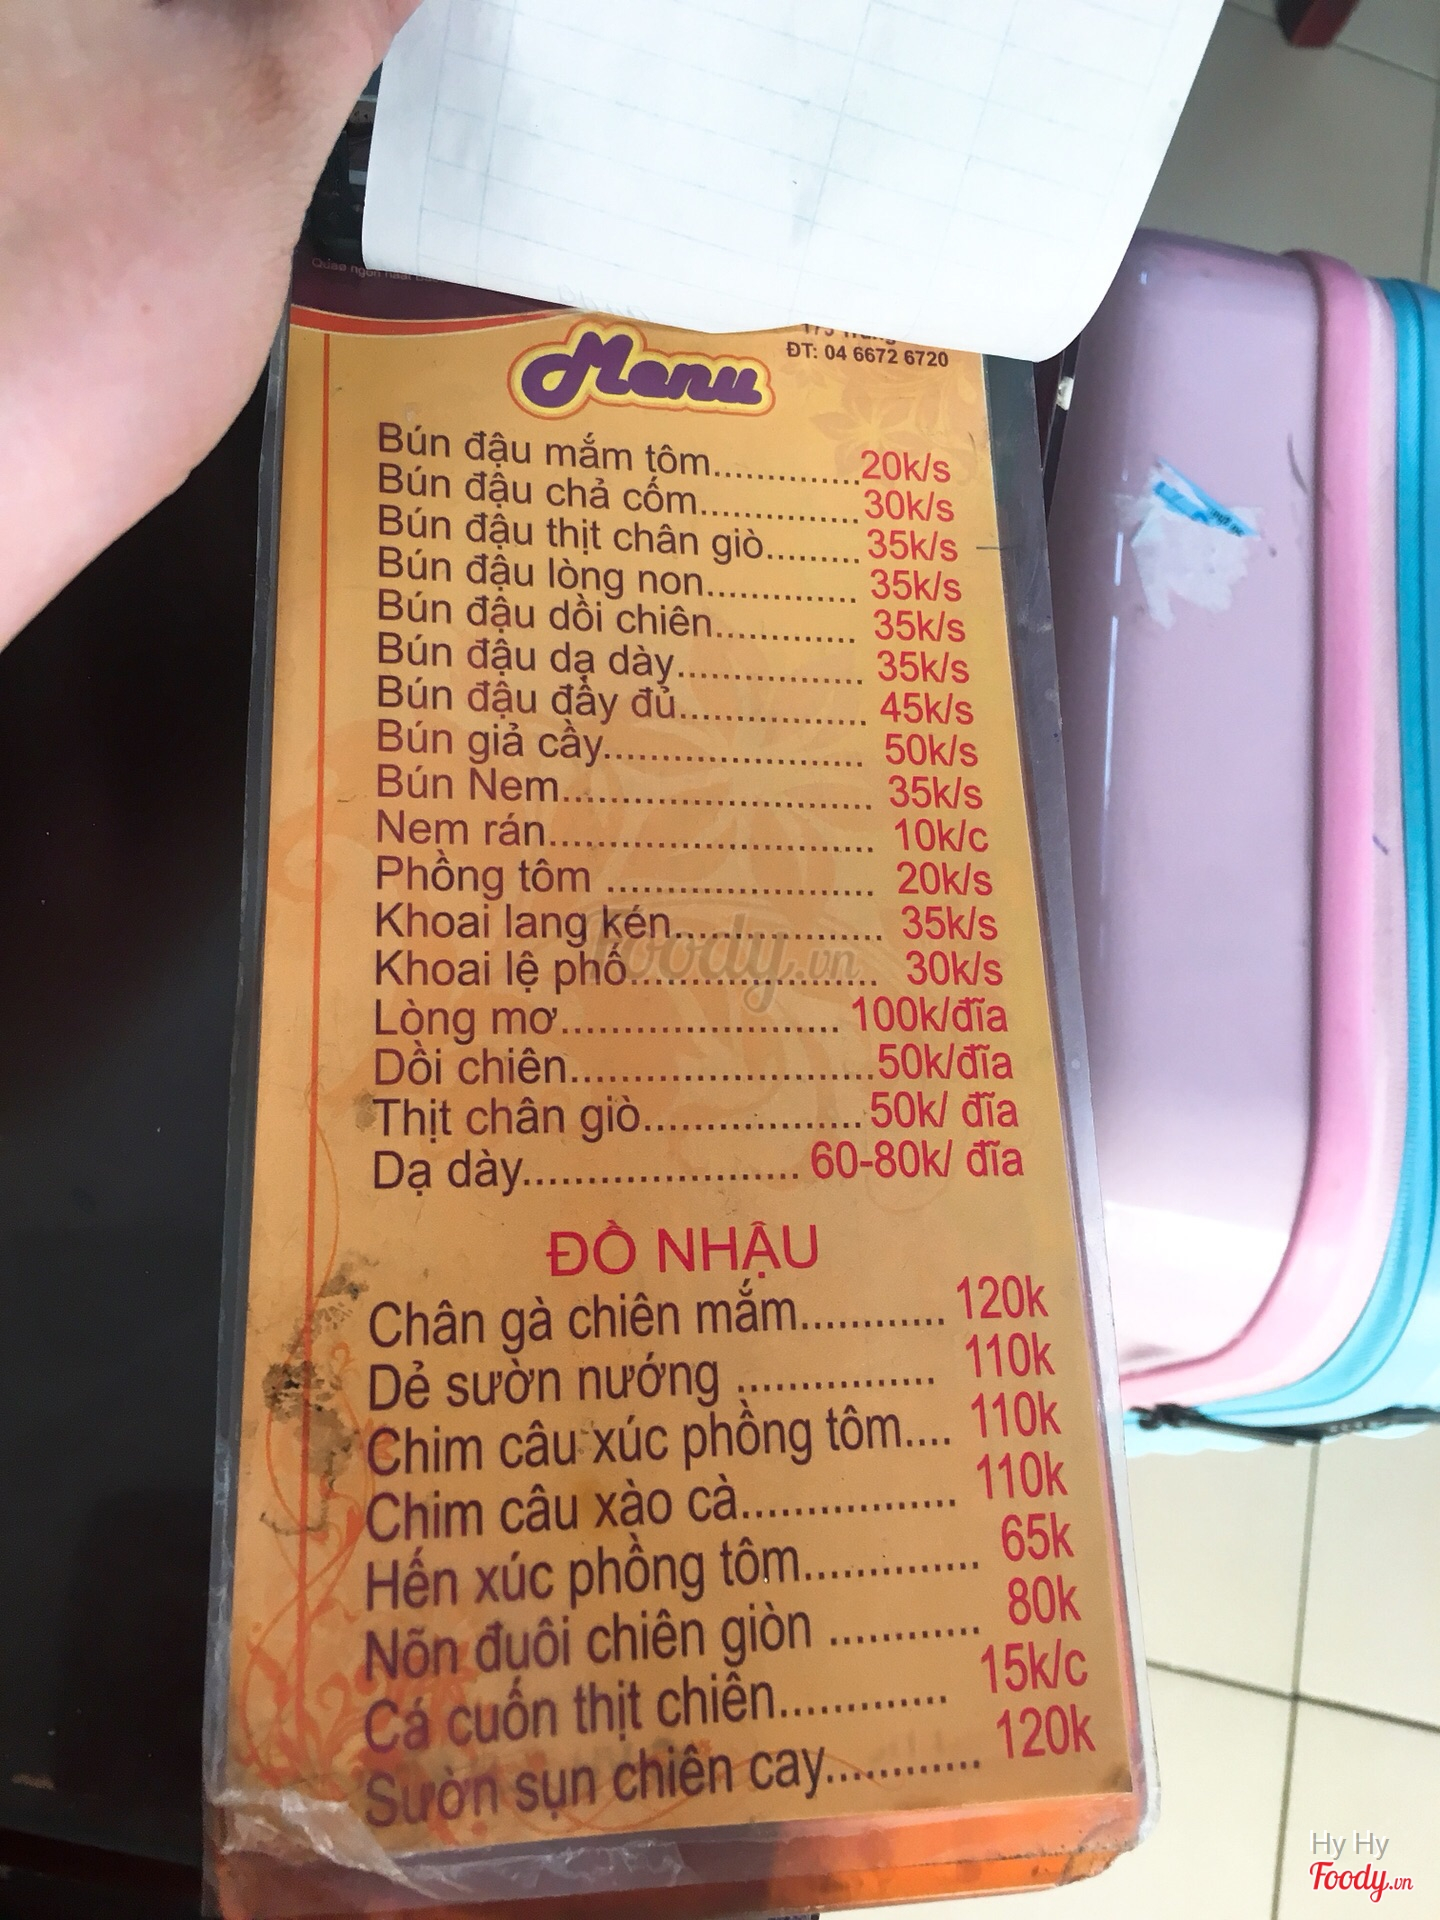 Menu
ĐT: 04 6672 6720
Bún đậu mắm tôm..............20k/s
Bún đậu chả cốm...............30k/s
Bún đậu thịt chân giò.........35k/s
Bún đậu lòng non.............. 35k/s
Bún đậu dồi chiên............. 35k/s
Bún đậu dạ dày................. 35k/s
Bún đậu đầy đủ................. 45k/s
Bún giả cầy........................ 50k/s
Bún Nem............................ 35k/s
Nem rán............................. 10k/c
Phồng tôm ........................ 20k/s
Khoai lang kén................... 35k/s
Khoai lệ phố....................... 30k/s
Lòng mơ......................... 100k/đĩa
Dồi chiên...........................50k/đĩa
Thịt chân giò...................50k/ đĩa
Dạ dày....................... 60-80k/ đĩa
ĐỒ NHẬU
Chân gà chiên mắm............ 120k
Dẻ sườn nướng ................ 110k
Chim câu xúc phồng tôm.... 110k
Chim câu xào cà.................. 110k
Hến xúc phồng tôm.............. 65k
Nõn đuôi chiên giòn ............ 80k
Cá cuốn thịt chiên............. 15k/c
Sườn sụn chiên cay............ 120k
Foody.vn
Hy Hy
Foody.vn